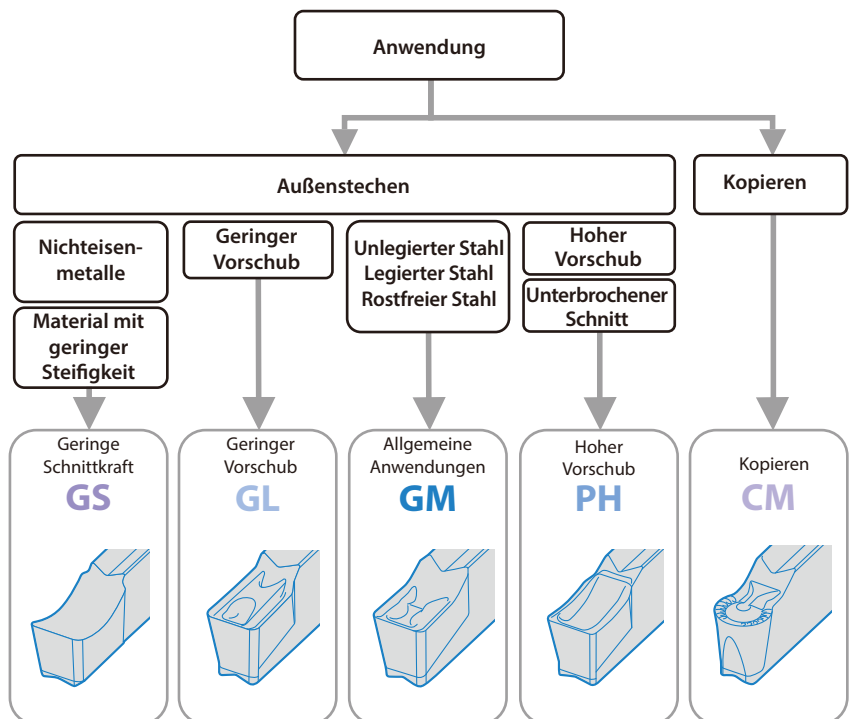 Anwendung
Außenstechen
Kopieren
Nichteisen-
metalle
Material mit
geringer
Steifigkeit
Geringer
Vorschub
Unlegierter Stahl
Legierter Stahl
Rostfreier Stahl
Hoher
Vorschub
Unterbrochener
Schnitt
Geringe
Schnittkraft
GS
Geringer
Vorschub
GL
Allgemeine
Anwendungen
GM
Hoher
Vorschub
PH
Kopieren
CM